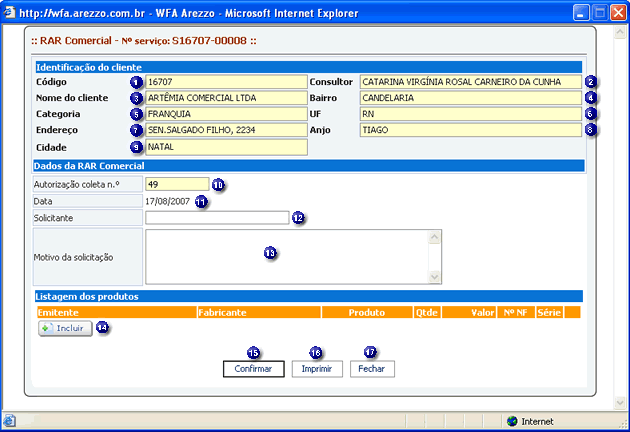 http://wfa.arezzo.com.br - WFA Arezzo - Microsoft Internet Explorer
:: RAR Comercial - Nº serviço: S16707-00008 ::
Identificação do cliente
Código 1 16707 Consultor CATARINA VIRGÍNIA ROSAL CARNEIRO DA CUNHA 2
Nome do cliente 3 ARTÊMIA COMERCIAL LTDA Bairro CANDELARIA 4
Categoria 5 FRANQUIA UF RN 6
Endereço 7 SEN.SALGADO FILHO, 2234 Anjo TIAGO 8
Cidade 9 NATAL
Dados da RAR Comercial
Autorização coleta n.º 49 10
Data 17/08/2007 11
Solicitante 12
Motivo da solicitação 13
Listagem dos produtos
Emitente Fabricante Produto Qtde Valor Nº NF Série
Incluir 14
15 16 17
Confirmar Imprimir Fechar
Internet